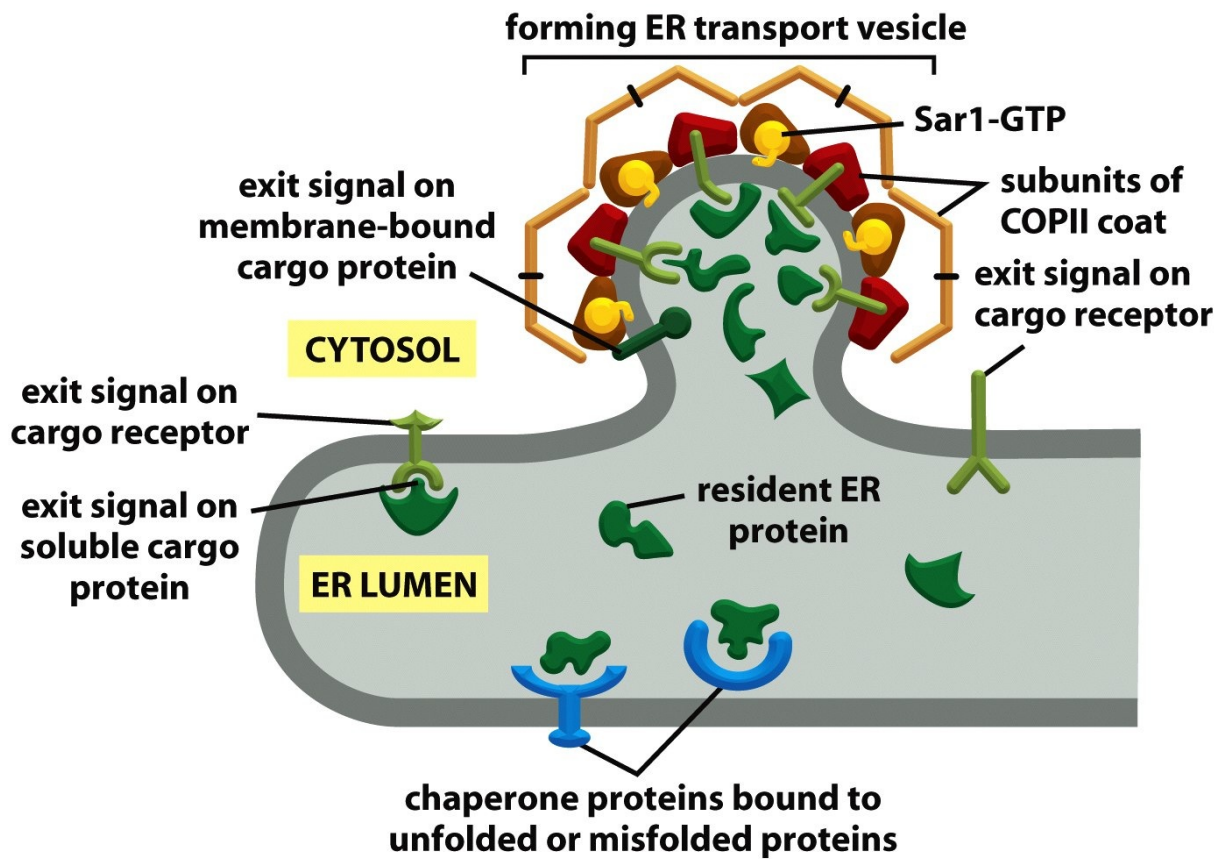 forming ER transport vesicle
Sar1-GTP
subunits of
COPII coat
exit signal on
membrane-bound
cargo protein
exit signal on
cargo receptor
CYTOSOL
exit signal on
cargo receptor
exit signal on
soluble cargo
protein
resident ER
protein
ER LUMEN
chaperone proteins bound to
unfolded or misfolded proteins